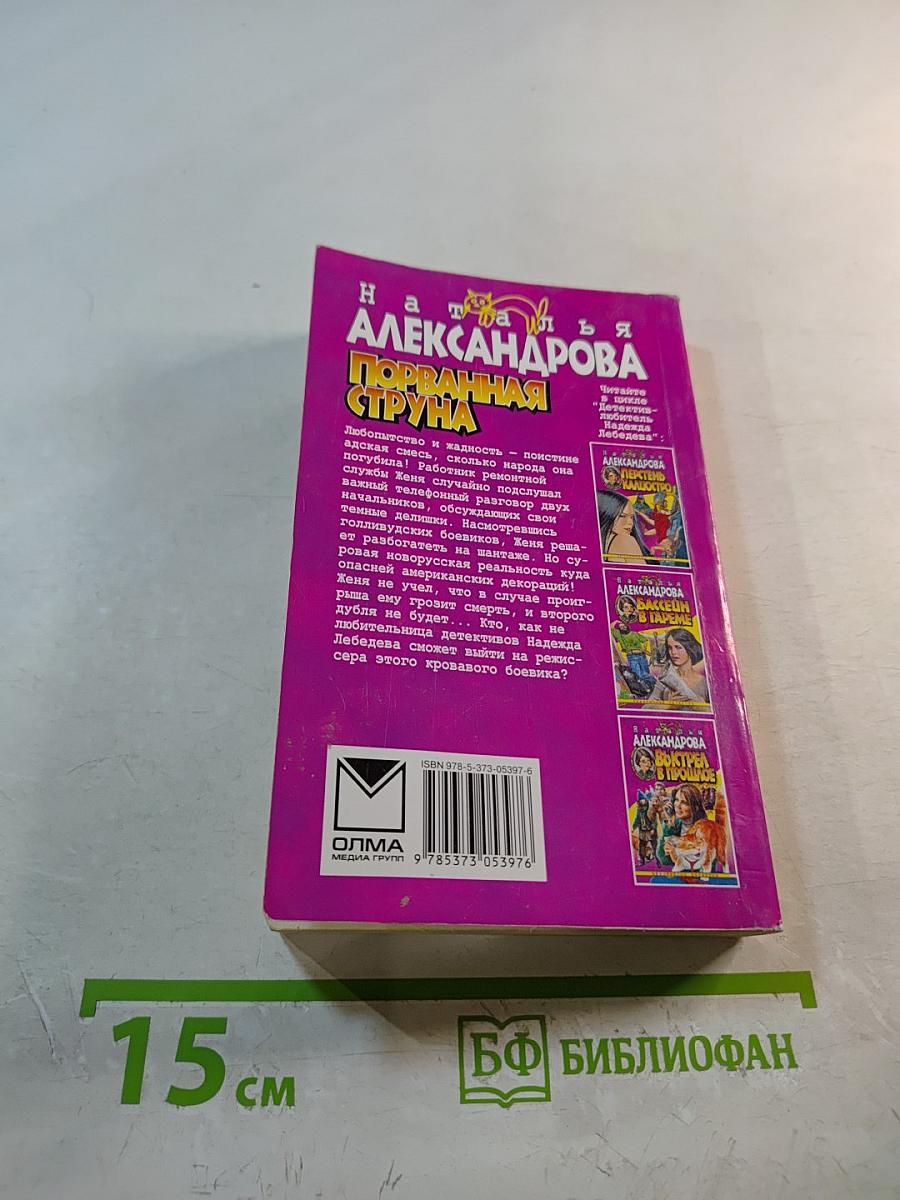 Наталья
АЛЕКСАНДРОВА
ПОРВАННАЯ
СТРУНА
Любопытство и жадность — поистине
адская смесь, сколько народа она
погубила! Работник ремонтной
службы Женя случайно подслушал
важный телефонный разговор двух
начальников, обсуждающих свои
темные делишки. Насмотревшись
голливудских боевиков, Женя реша-
ет разбогатеть на шантаже. Но су-
ровая новорусская реальность куда
опасней американских декораций!
Женя не учел, что в случае проиг-
рыша ему грозит смерть, и второго
дубля не будет... Кто, как не
любительница детективов Надежда
Лебедева сможет выйти на режис-
сера этого кровавого боевика?
Читайте
в цикле
"Детектив-
любитель
Надежда
Лебедева":
Наталья
АЛЕКСАНДРОВА
ПЕРСТЕНЬ
КАЛИОСТРО
Наталья
АЛЕКСАНДРОВА
БАССЕЙН
В ГАРЕМЕ
Наталья
АЛЕКСАНДРОВА
ВЫСТРЕЛ
В ПРОШЛОЕ
ОЛМА
МЕДИА ГРУПП
ISBN 978-5-373-05397-6
9 785373 053976
15 см
БФ БИБЛИОФАН